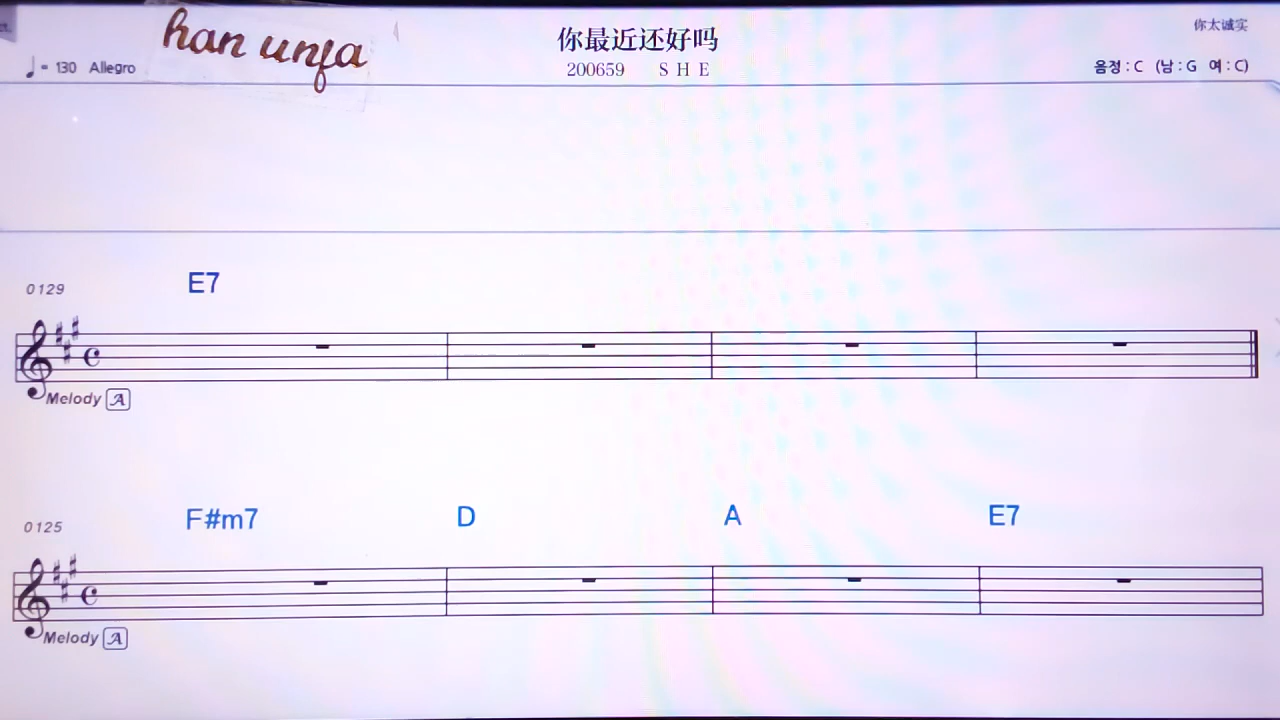 han unfa
你最近还好吗
你太诚实
♩= 130 Allegro
200659 S H E
음정 : C (남 : G 여 : C)
0129
E7
Melody A
0125
F#m7 D A E7
Melody A